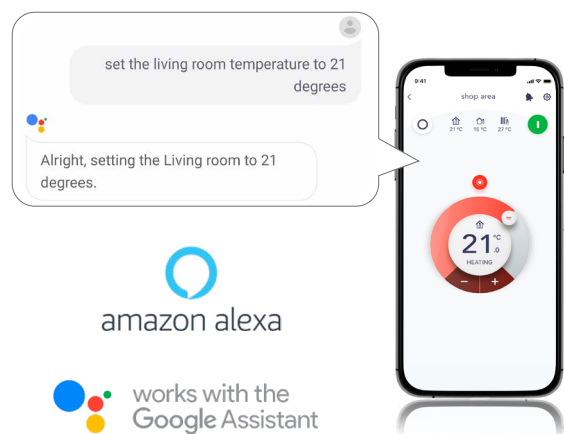 set the living room temperature to 21
degrees
Alright, setting the Living room to 21
degrees.
9:41
shop area
21 °C 15 °C 27 °C
21 °C
.0
HEATING
amazon alexa
works with the
Google Assistant